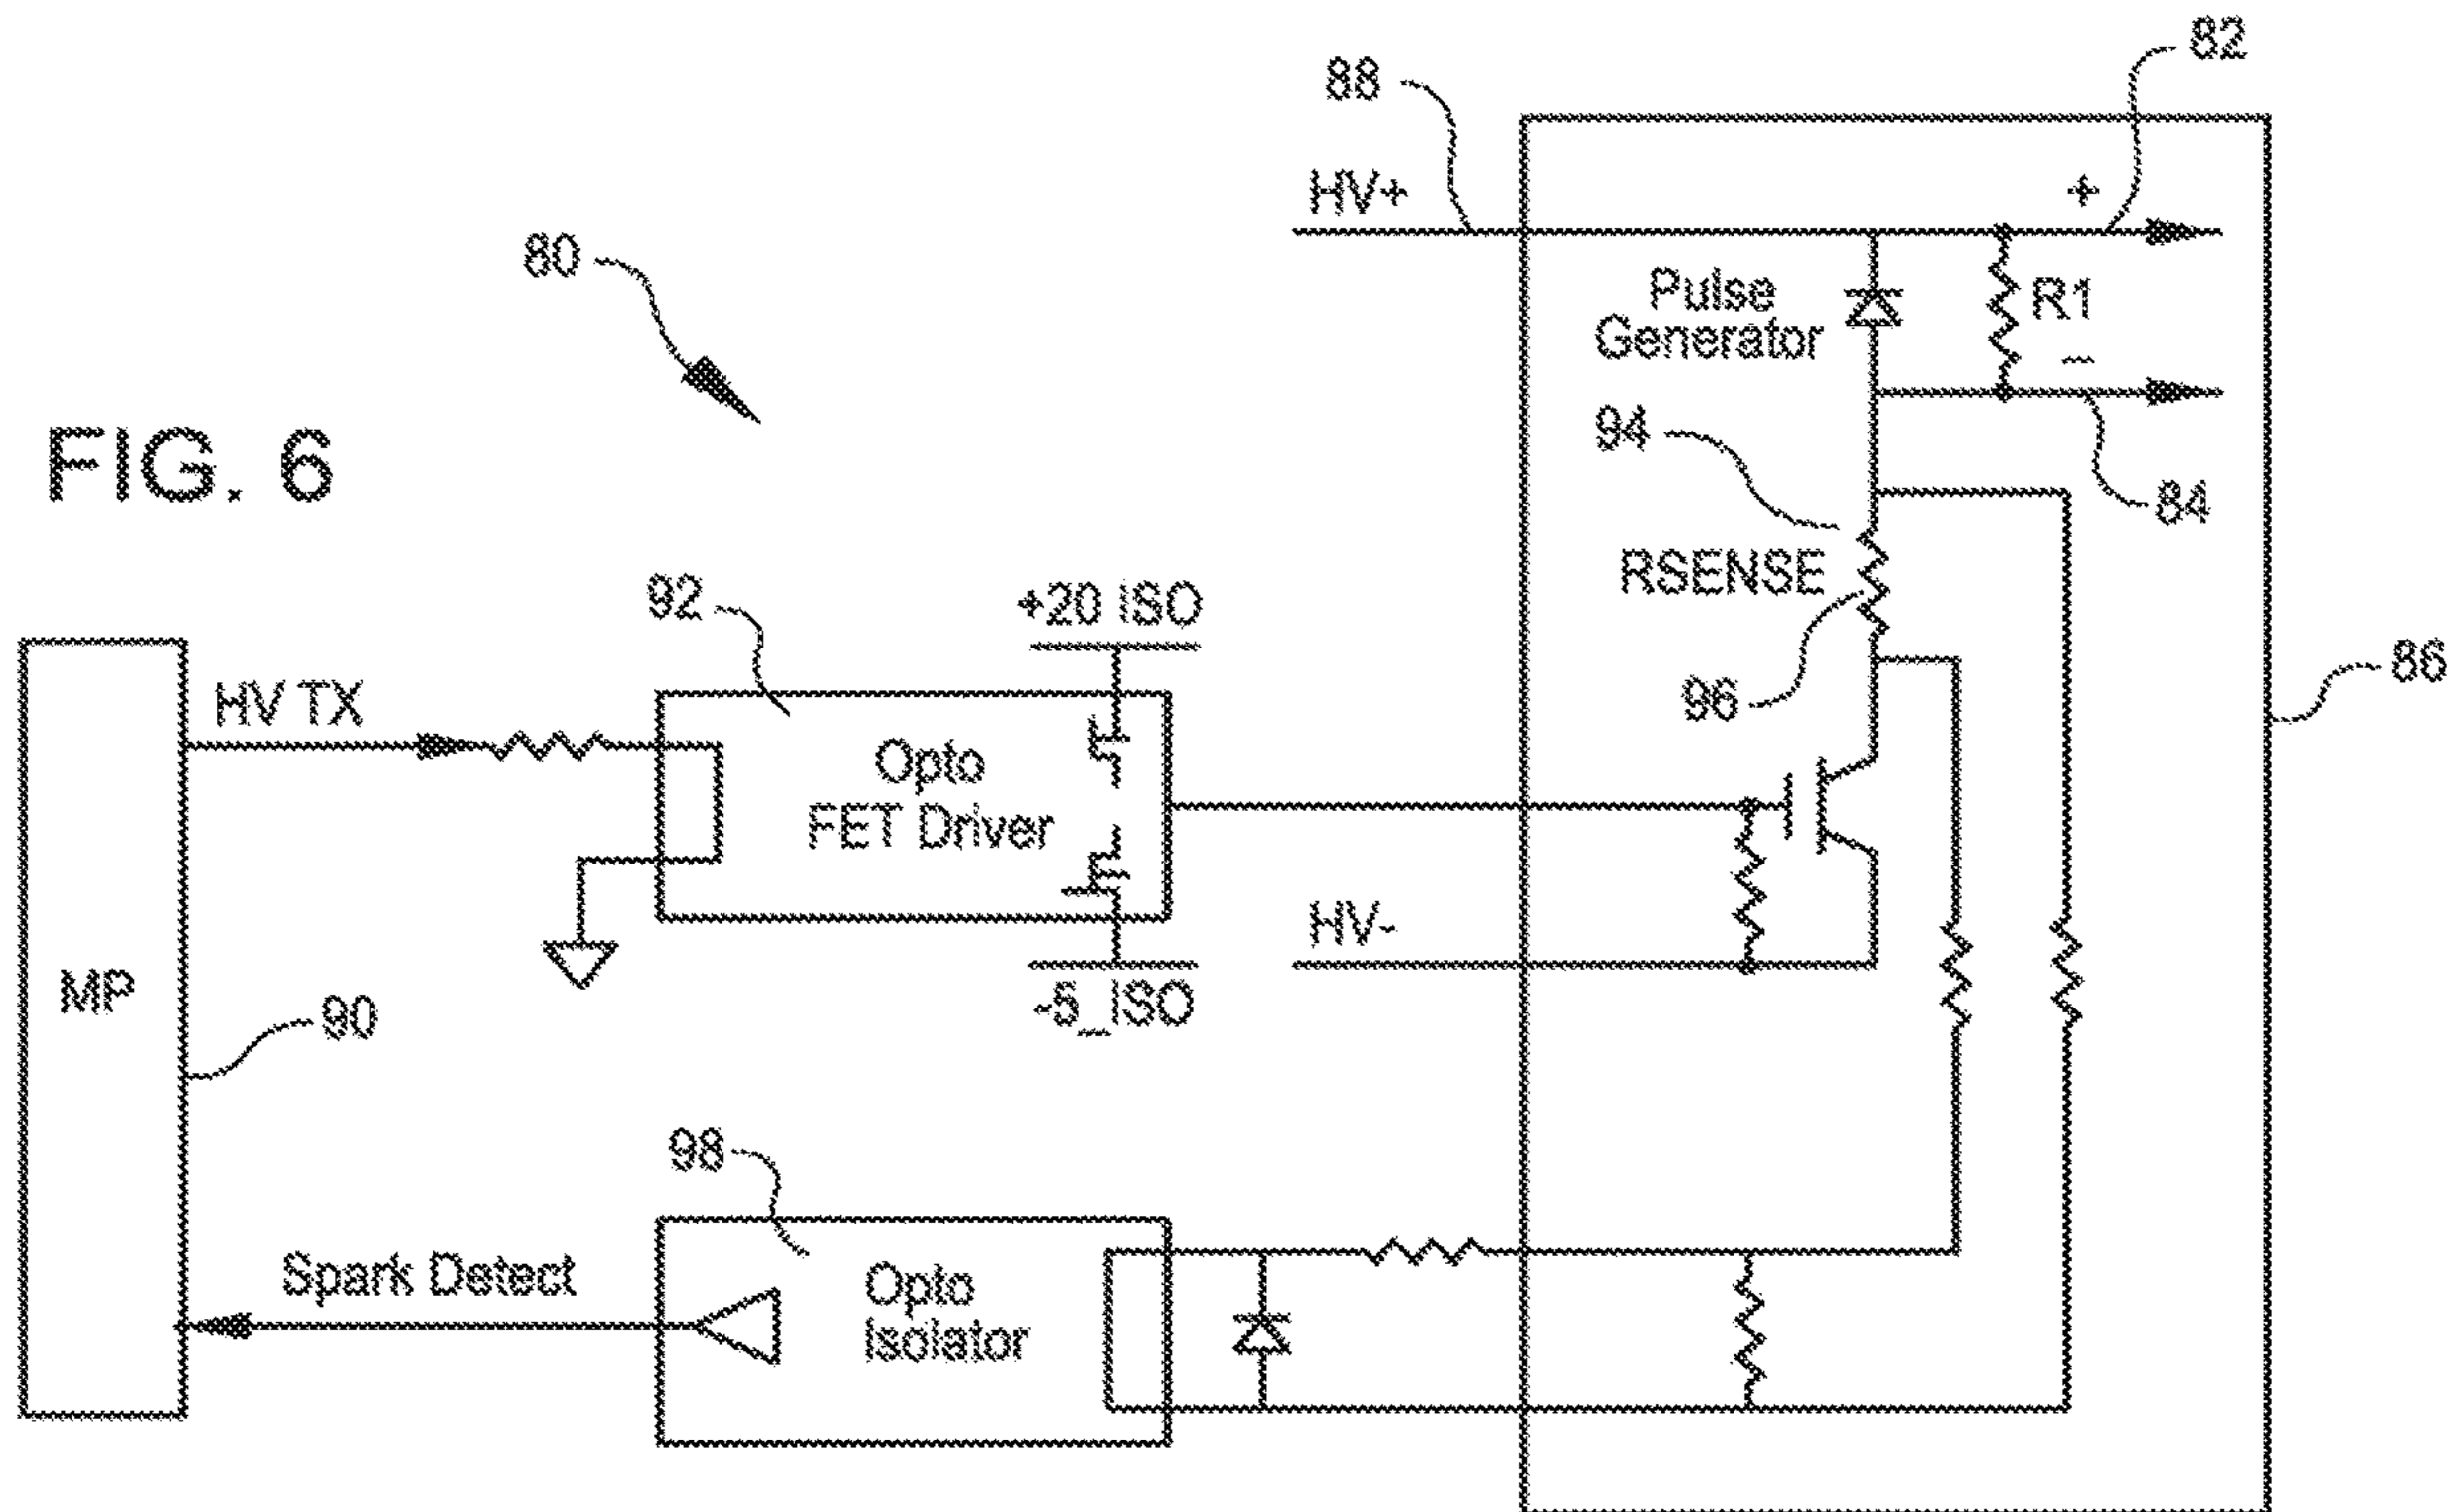 82
88
HV+
+
80
Pulse
Generator
R1
-
94
FIG. 6
84
RSENSE
92
+20 ISO
96
86
HV TX
Opto
FET Driver
HV-
MP
-5_ISO
90
98
Spark Detect
Opto
Isolator